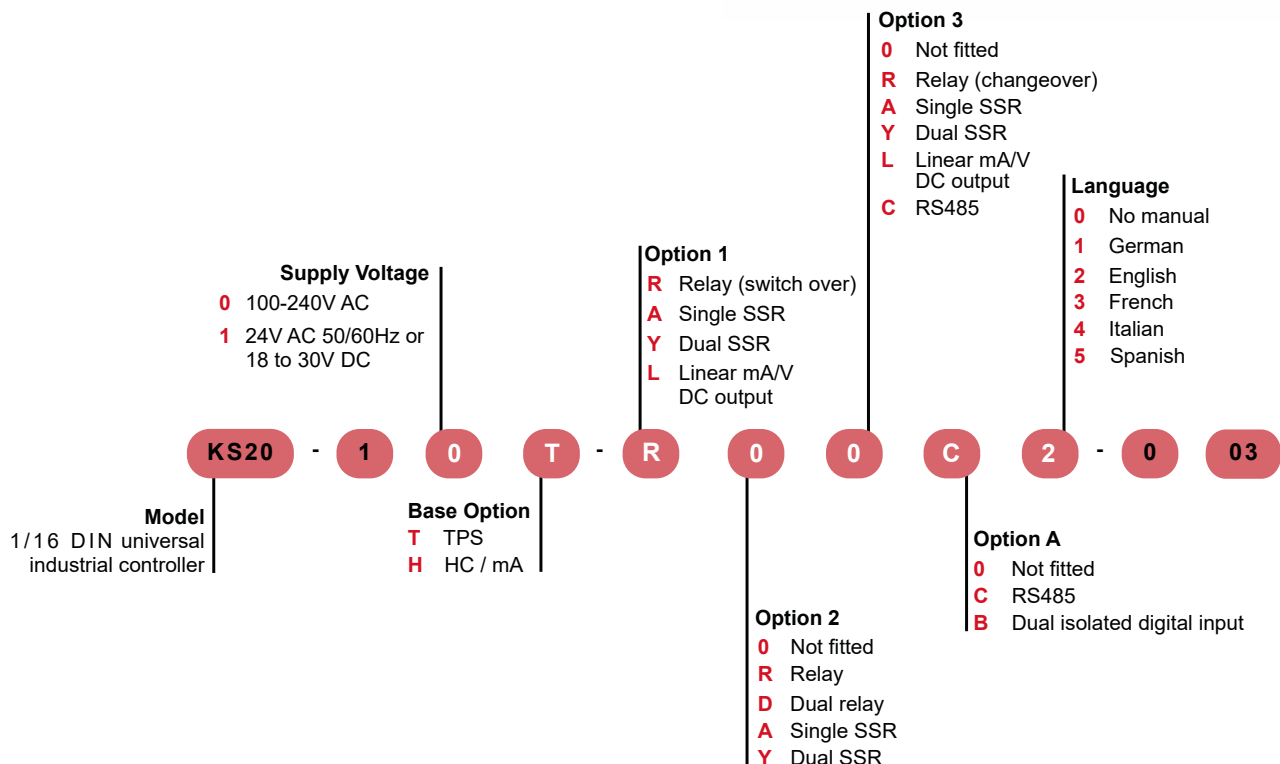 Option 3
0 Not fitted
R Relay (changeover)
A Single SSR
Y Dual SSR
L Linear mA/V
DC output
C RS485
Language
0 No manual
1 German
2 English
3 French
4 Italian
5 Spanish
Option 1
R Relay (switch over)
A Single SSR
Y Dual SSR
L Linear mA/V
DC output
Supply Voltage
0 100-240V AC
1 24V AC 50/60Hz or
18 to 30V DC
KS20 - 1 0 T - R 0 0 C 2 - 0 03
Model
1/16 DIN universal
industrial controller
Base Option
T TPS
H HC / mA
Option 2
0 Not fitted
R Relay
D Dual relay
A Single SSR
Y Dual SSR
Option A
0 Not fitted
C RS485
B Dual isolated digital input